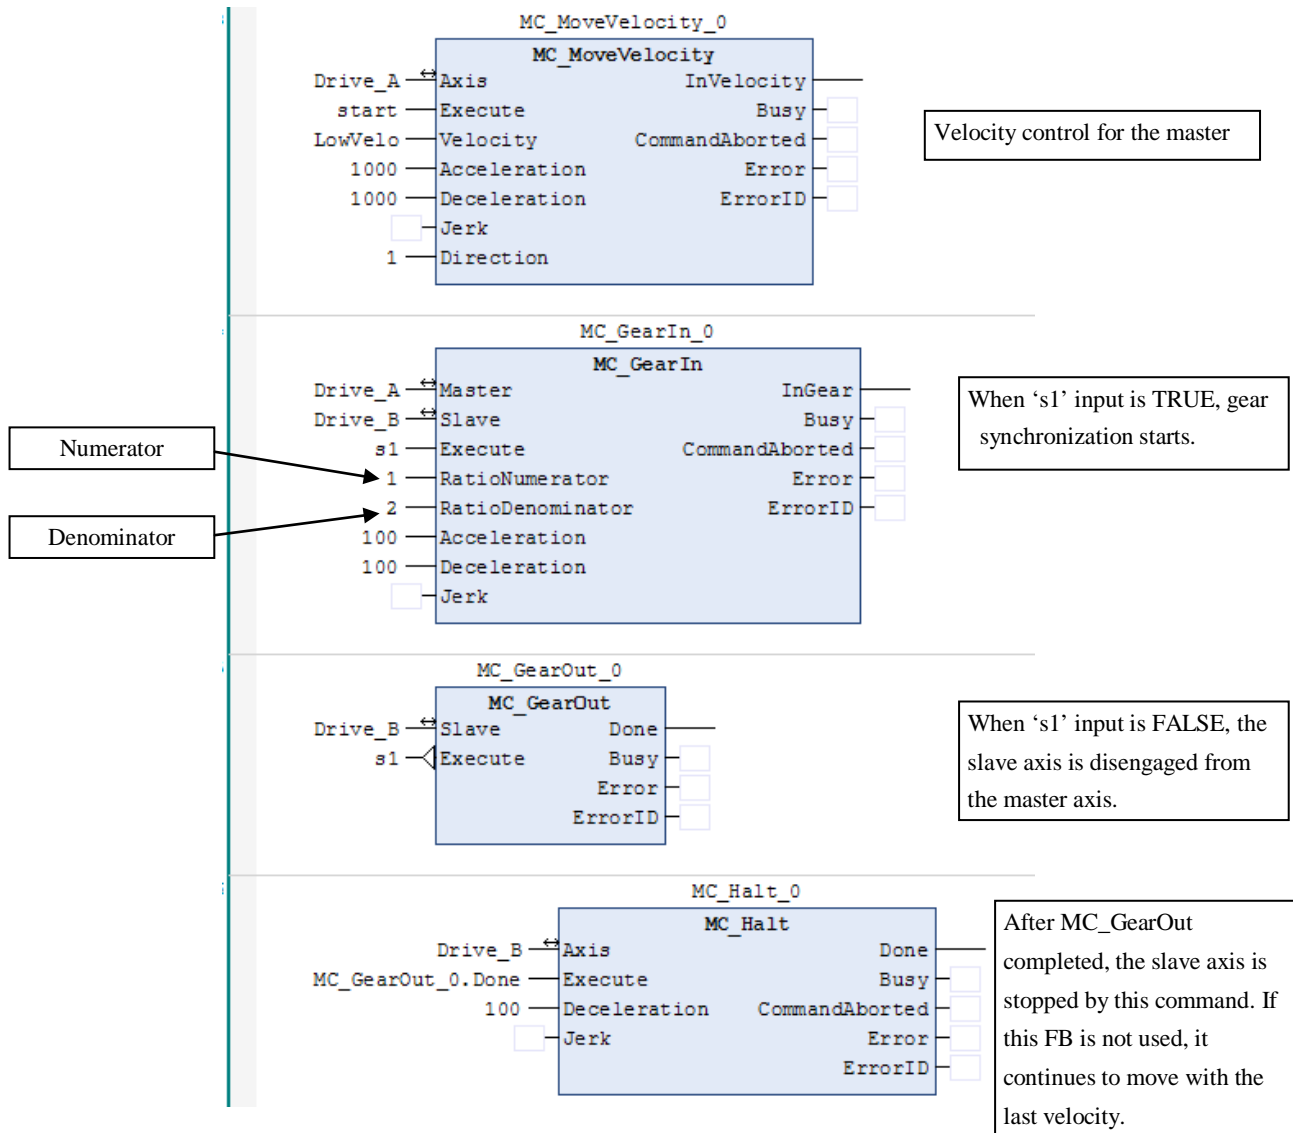 MC_MoveVelocity_0
MC_MoveVelocity
Drive_A Axis InVelocity
start Execute Busy
LowVelo Velocity CommandAborted
1000 Acceleration Error
1000 Deceleration ErrorID
Jerk
1 Direction
Velocity control for the master
MC_GearIn_0
MC_GearIn
Drive_A Master InGear
Drive_B Slave Busy
s1 Execute CommandAborted
1 RatioNumerator Error
2 RatioDenominator ErrorID
100 Acceleration
100 Deceleration
Jerk
Numerator
Denominator
When ‘s1’ input is TRUE, gear
synchronization starts.
MC_GearOut_0
MC_GearOut
Drive_B Slave Done
s1 Execute Busy
Error
ErrorID
When ‘s1’ input is FALSE, the
slave axis is disengaged from
the master axis.
MC_Halt_0
MC_Halt
Drive_B Axis Done
MC_GearOut_0.Done Execute Busy
100 Deceleration CommandAborted
Jerk Error
ErrorID
After MC_GearOut
completed, the slave axis is
stopped by this command. If
this FB is not used, it
continues to move with the
last velocity.